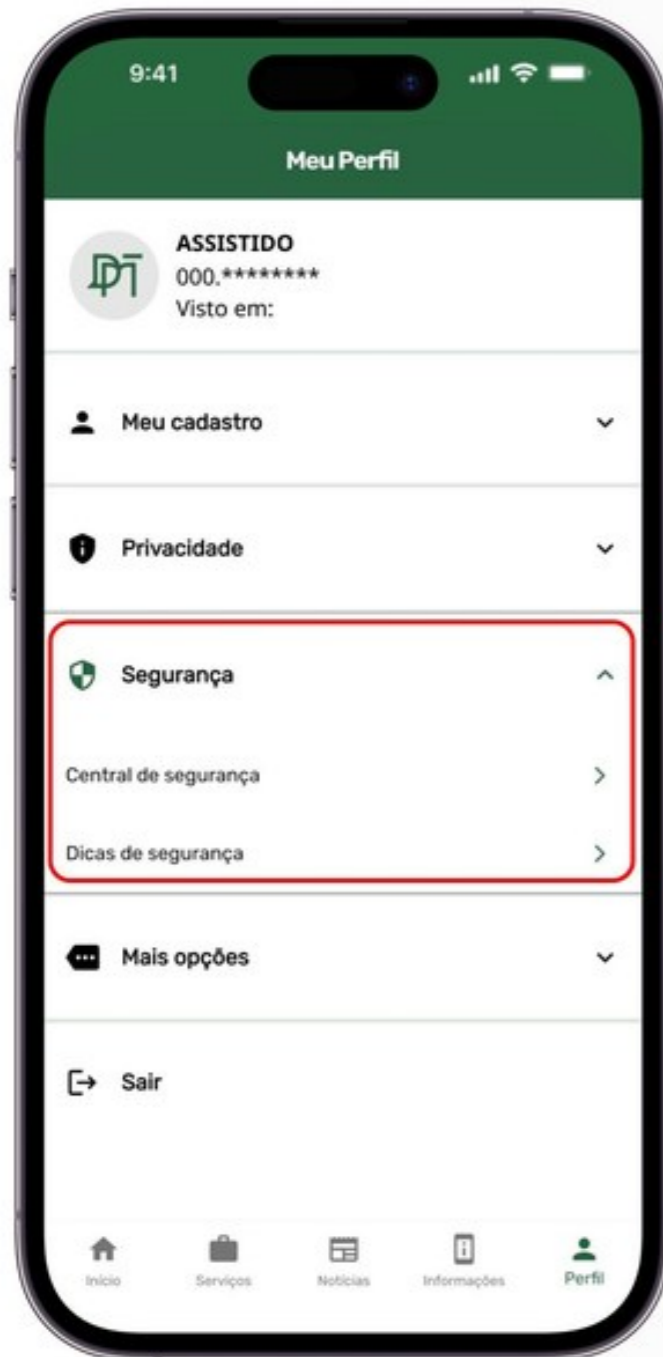 9:41
Meu Perfil
ASSISTIDO
000.********
Visto em:
Meu cadastro
Privacidade
Segurança
Central de segurança
Dicas de segurança
Mais opções
Sair
Início Serviços Notícias Informações Perfil